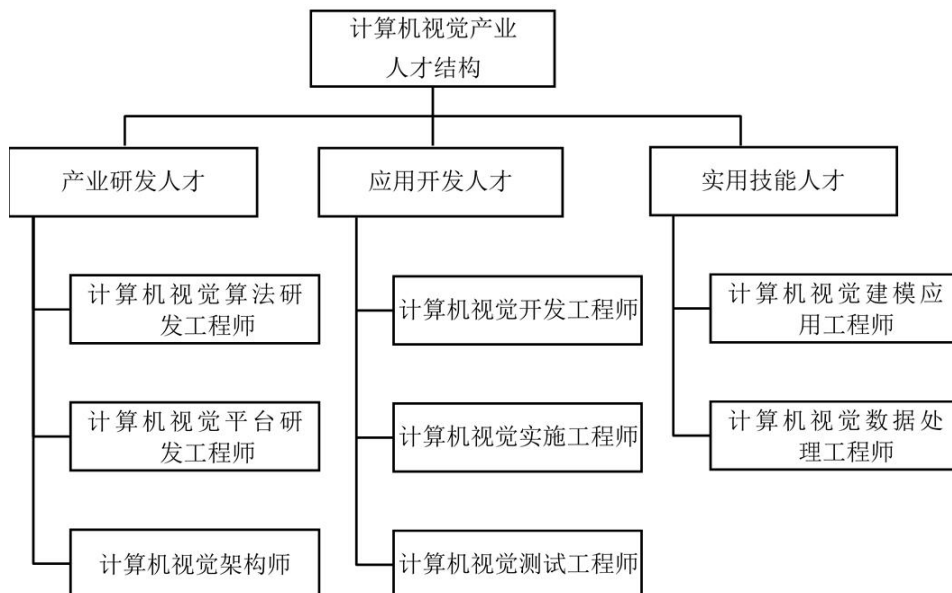 计算机视觉产业
人才结构
产业研发人才
应用开发人才
实用技能人才
计算机视觉算法研
发工程师
计算机视觉开发工程师
计算机视觉建模应
用工程师
计算机视觉平台研
发工程师
计算机视觉实施工程师
计算机视觉数据处
理工程师
计算机视觉架构师
计算机视觉测试工程师